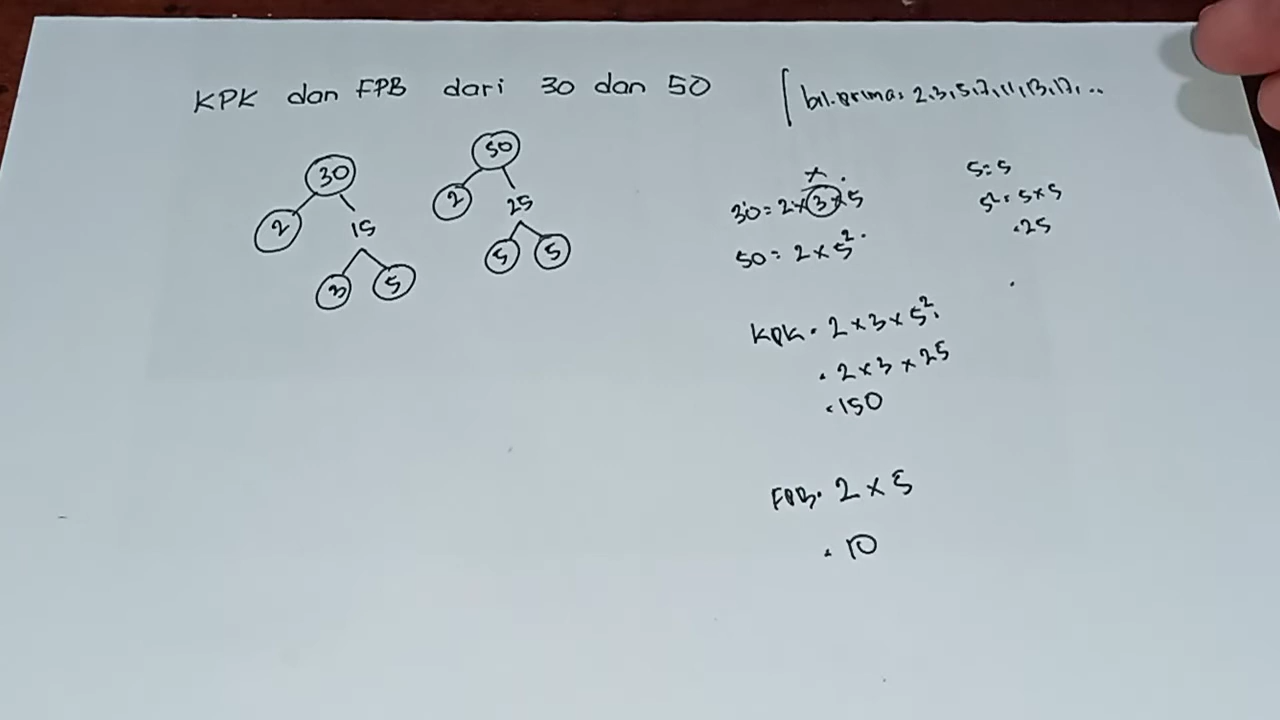 KPK dan FPB dari 30 dan 50
bil.prima: 2,3,5,7,11,13,17,..
30
2 15
3 5
50
2 25
5 5
x
30 = 2 x 3 x 5
50 = 2 x 5²
5 = 5
5² = 5 x 5
= 25
KPK = 2 x 3 x 5²
= 2 x 3 x 25
= 150
FPB = 2 x 5
= 10